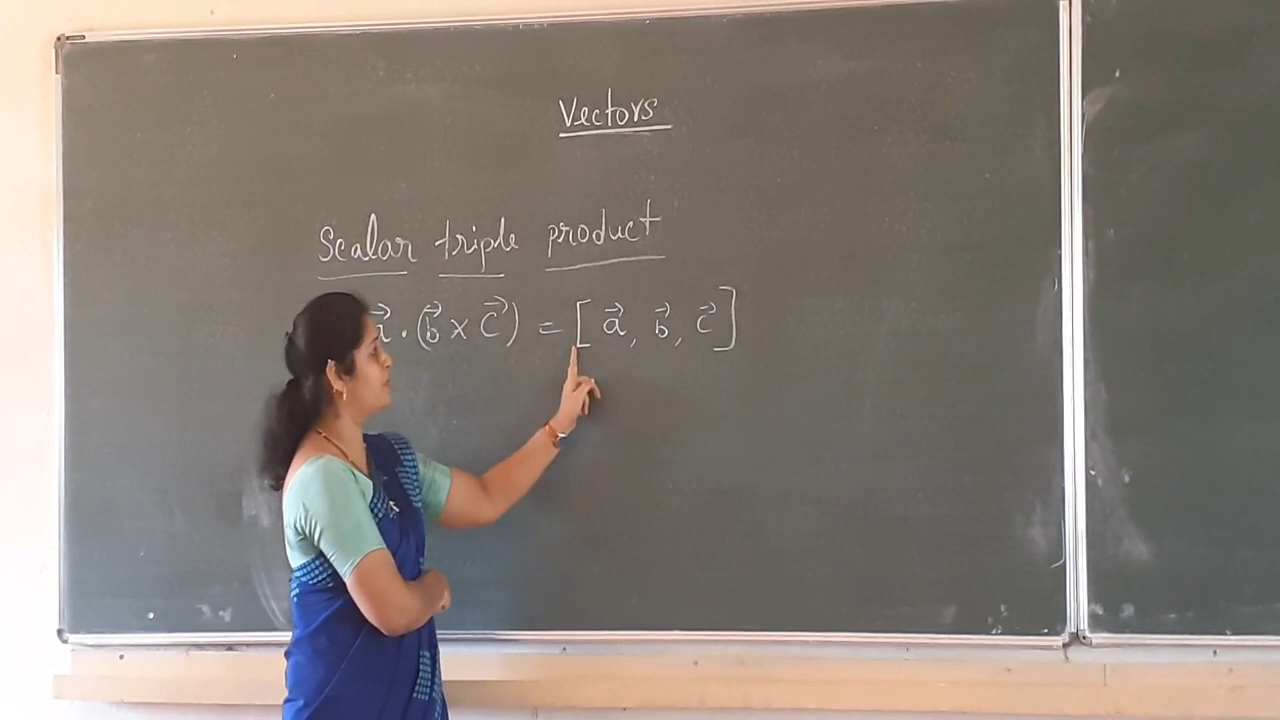 Vectors
Scalar triple product
a⃗ · (b⃗ × c⃗) = [a⃗, b⃗, c⃗]